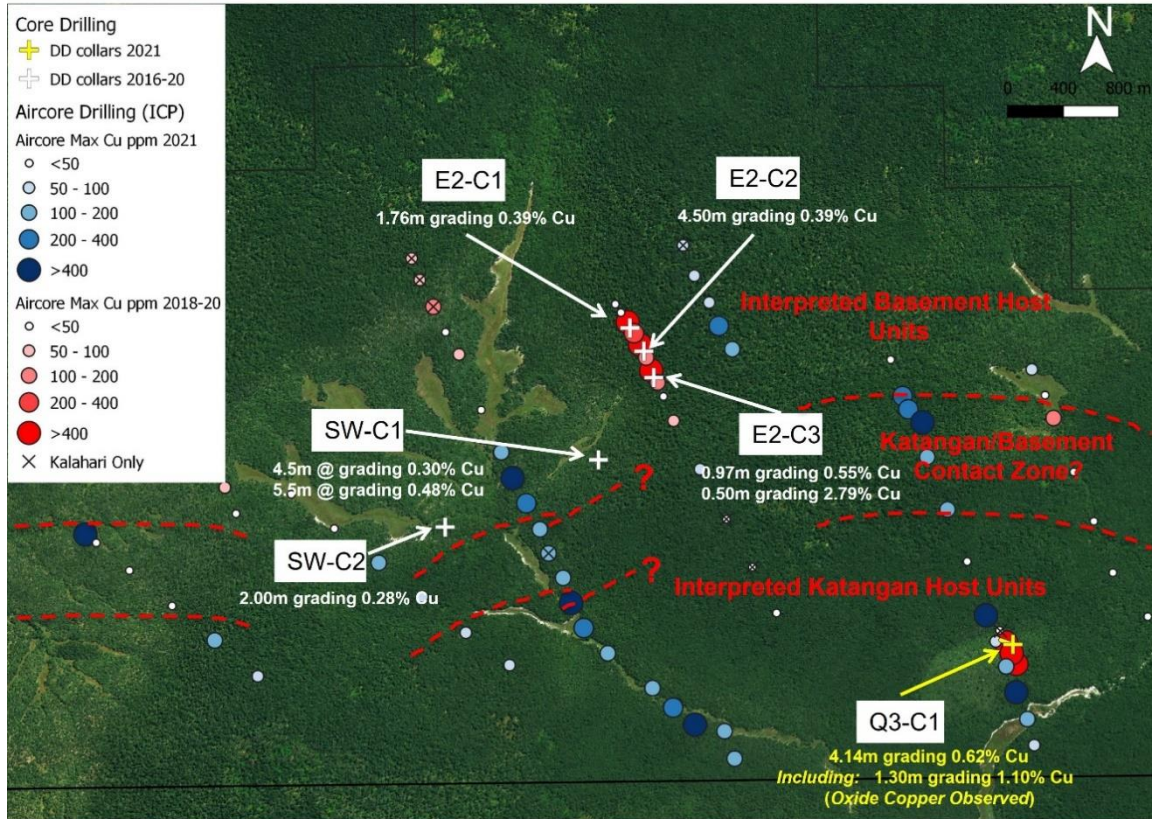 Core Drilling
DD collars 2021
DD collars 2016-20
Aircore Drilling (ICP)
Aircore Max Cu ppm 2021
<50
50 - 100
100 - 200
200 - 400
>400
Aircore Max Cu ppm 2018-20
<50
50 - 100
100 - 200
200 - 400
>400
Kalahari Only
N
0 400 800 m
E2-C1
1.76m grading 0.39% Cu
E2-C2
4.50m grading 0.39% Cu
Interpreted Basement Host
Units
E2-C3
0.97m grading 0.55% Cu
0.50m grading 2.79% Cu
Katangan/Basement
Contact Zone?
SW-C1
4.5m @ grading 0.30% Cu
5.5m @ grading 0.48% Cu
?
SW-C2
2.00m grading 0.28% Cu
?
Interpreted Katangan Host Units
Q3-C1
4.14m grading 0.62% Cu
Including: 1.30m grading 1.10% Cu
(Oxide Copper Observed)